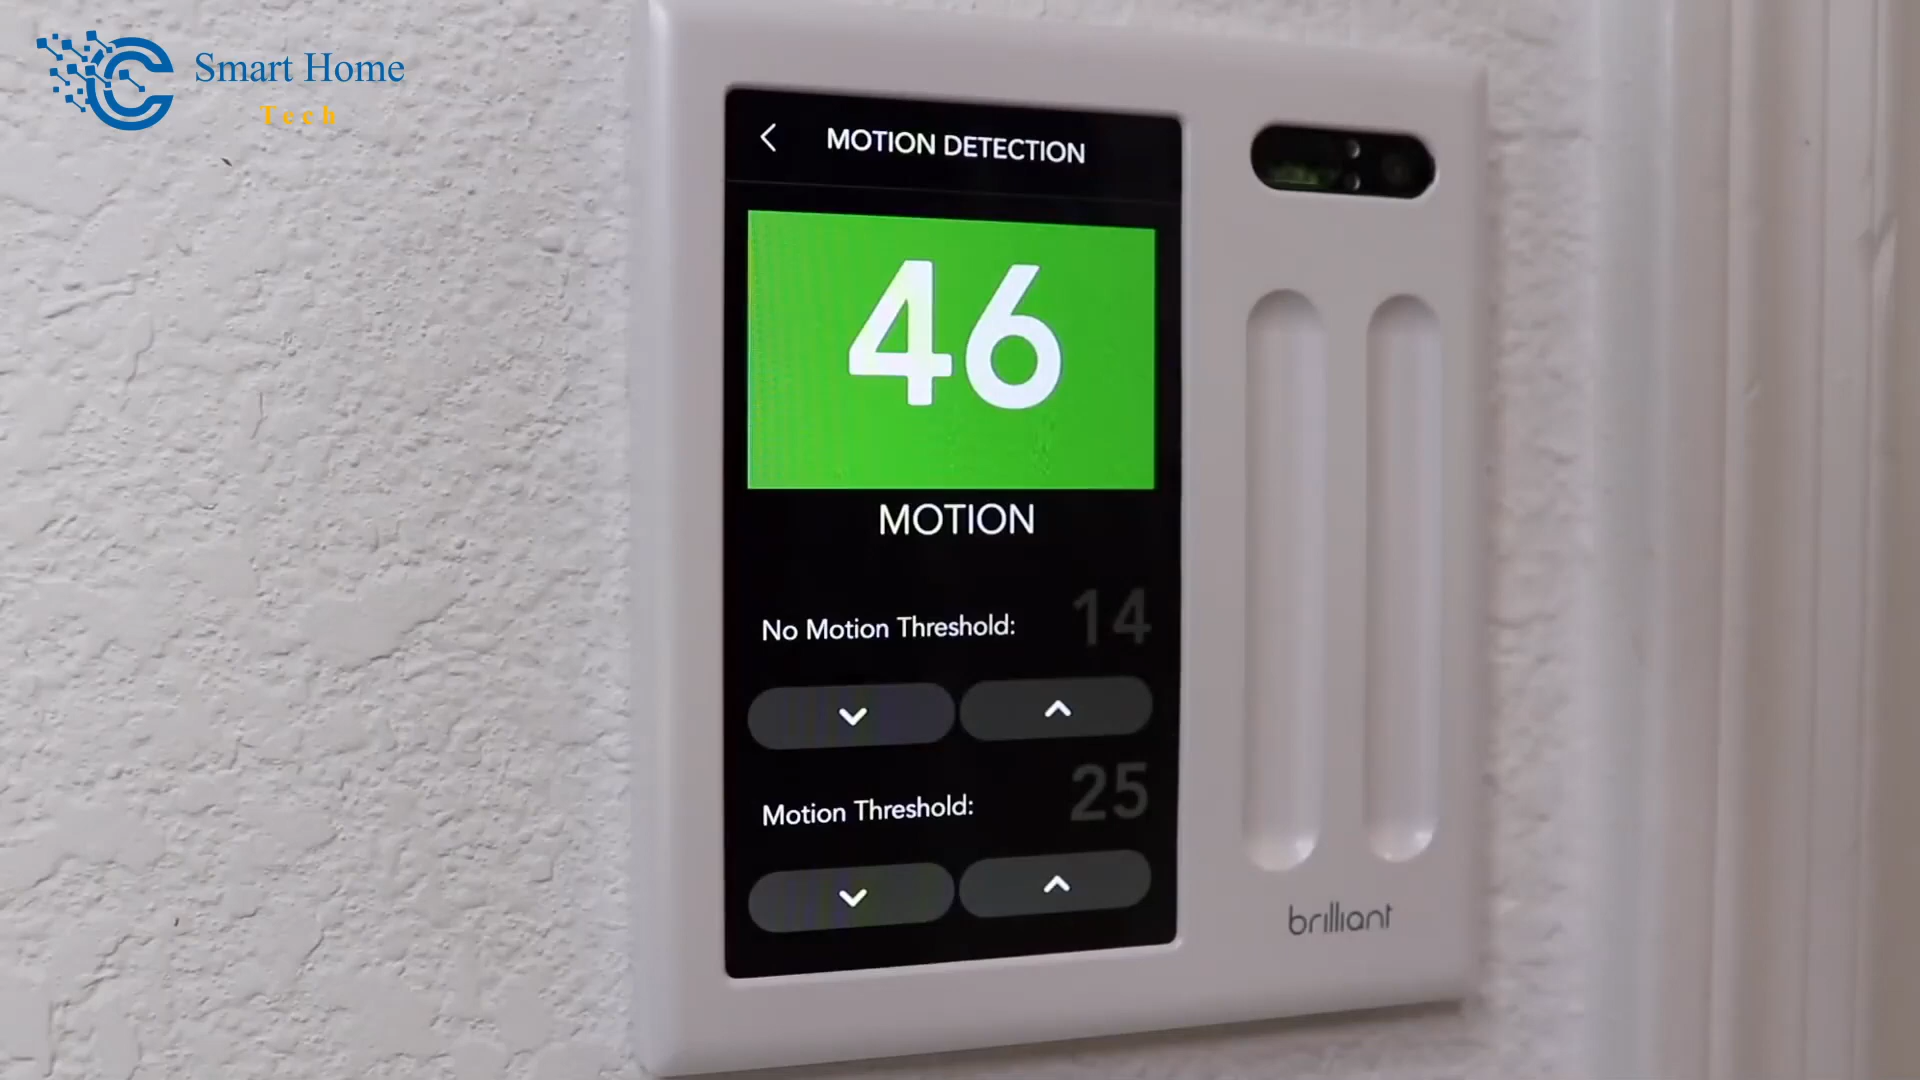 Smart Home
Tech
MOTION DETECTION
46
MOTION
No Motion Threshold: 14
Motion Threshold: 25
brilliant